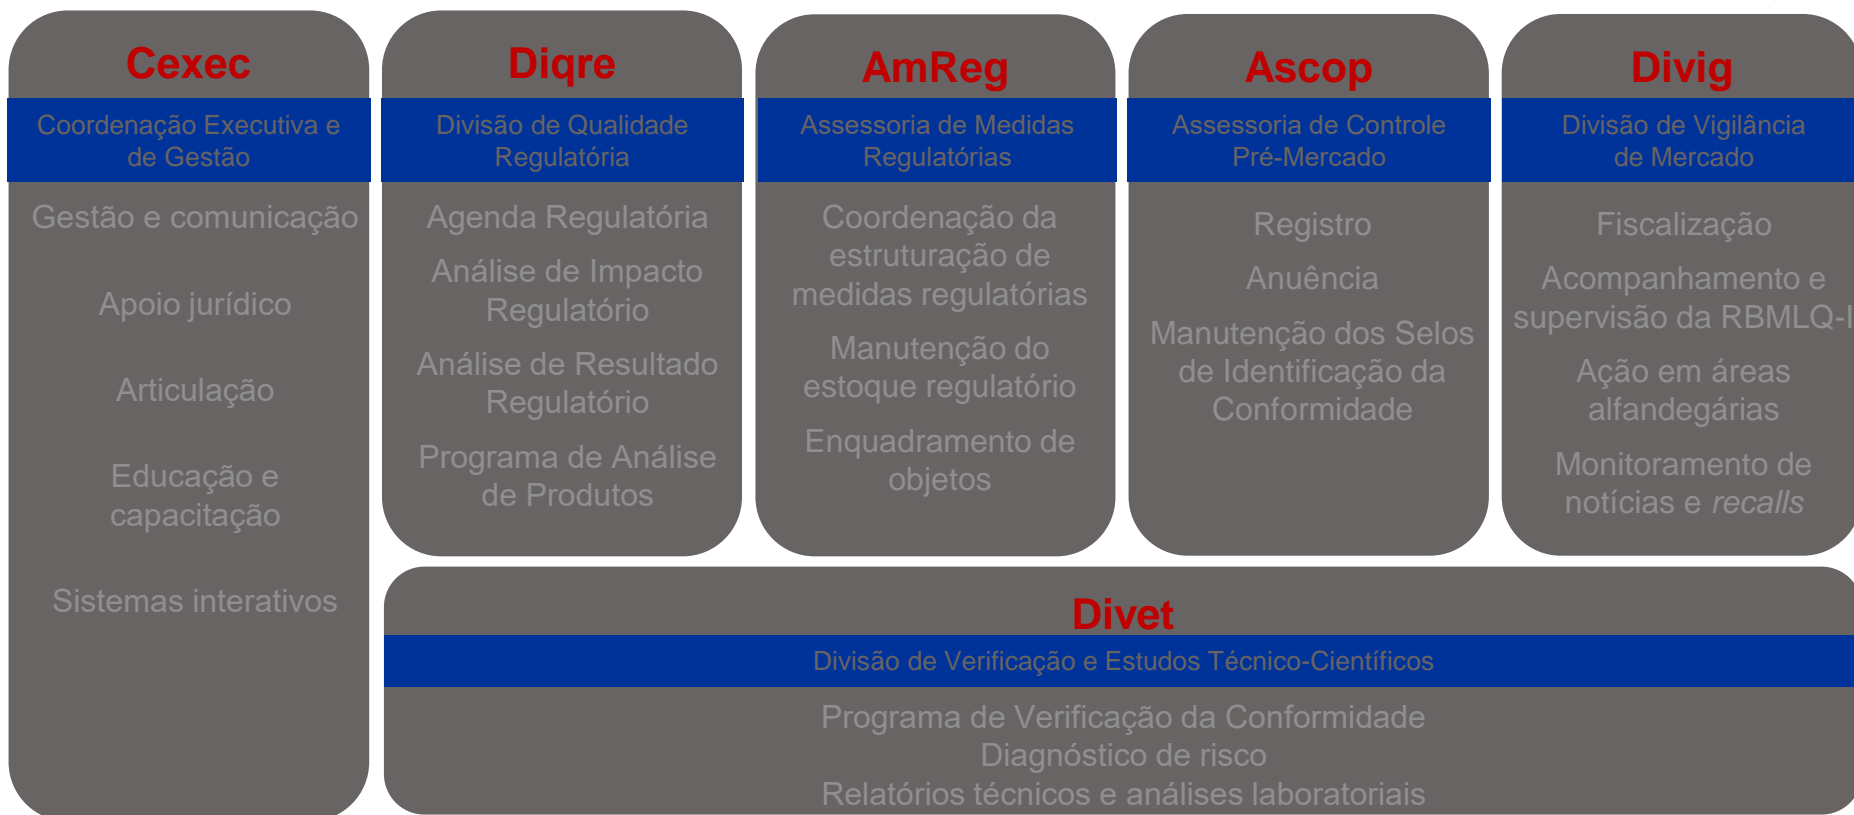 Cexec
Coordenação Executiva e
de Gestão
Gestão e comunicação
Apoio jurídico
Articulação
Educação e
capacitação
Sistemas interativos
Diqre
Divisão de Qualidade
Regulatória
Agenda Regulatória
Análise de Impacto
Regulatório
Análise de Resultado
Regulatório
Programa de Análise
de Produtos
AmReg
Assessoria de Medidas
Regulatórias
Coordenação da
estruturação de
medidas regulatórias
Manutenção do
estoque regulatório
Enquadramento de
objetos
Ascop
Assessoria de Controle
Pré-Mercado
Registro
Anuência
Manutenção dos Selos
de Identificação da
Conformidade
Divig
Divisão de Vigilância
de Mercado
Fiscalização
Acompanhamento e
supervisão da RBMLQ-I
Ação em áreas
alfandegárias
Monitoramento de
notícias e recalls
Divet
Divisão de Verificação e Estudos Técnico-Científicos
Programa de Verificação da Conformidade
Diagnóstico de risco
Relatórios técnicos e análises laboratoriais